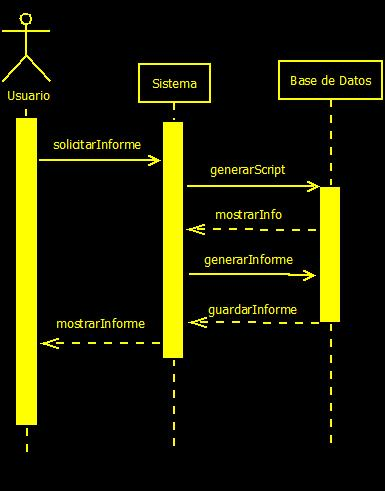 Sistema
Base de Datos
Usuario
solicitarInforme
generarScript
mostrarInfo
generarInforme
guardarInforme
mostrarInforme